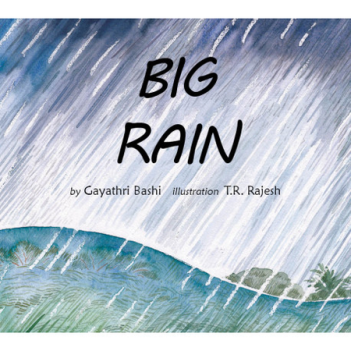 BIG
RAIN
by Gayathri Bashi illustration T.R. Rajesh